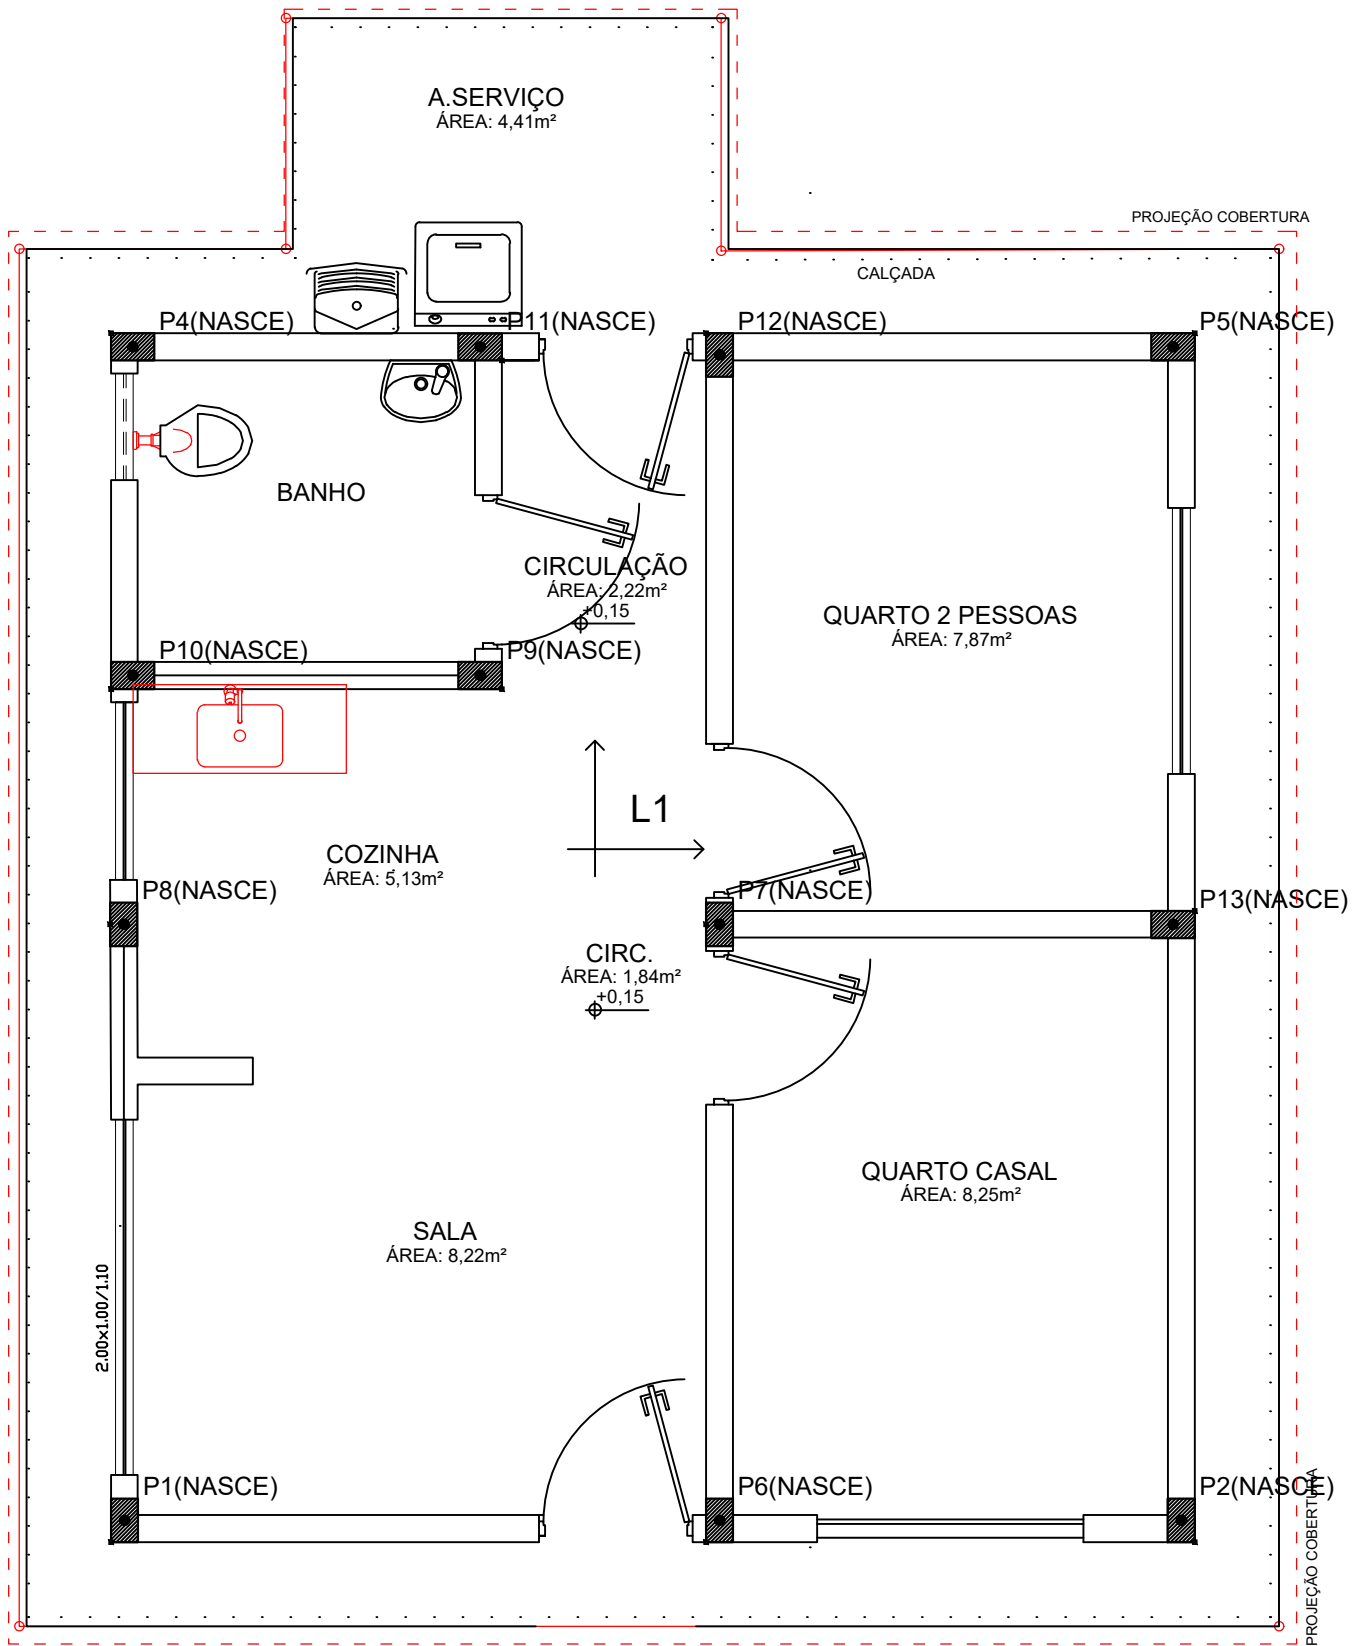 A.SERVIÇO
ÁREA: 4,41m²
PROJEÇÃO COBERTURA
CALÇADA
P4(NASCE)
P11(NASCE)
P12(NASCE)
P5(NASCE)
BANHO
CIRCULAÇÃO
ÁREA: 2,22m²
+0,15
QUARTO 2 PESSOAS
ÁREA: 7,87m²
P10(NASCE)
P9(NASCE)
L1
COZINHA
ÁREA: 5,13m²
P8(NASCE)
P7(NASCE)
P13(NASCE)
CIRC.
ÁREA: 1,84m²
+0,15
QUARTO CASAL
ÁREA: 8,25m²
SALA
ÁREA: 8,22m²
2.00x1.00/1.10
P1(NASCE)
P6(NASCE)
P2(NASCE)
PROJEÇÃO COBERTURA